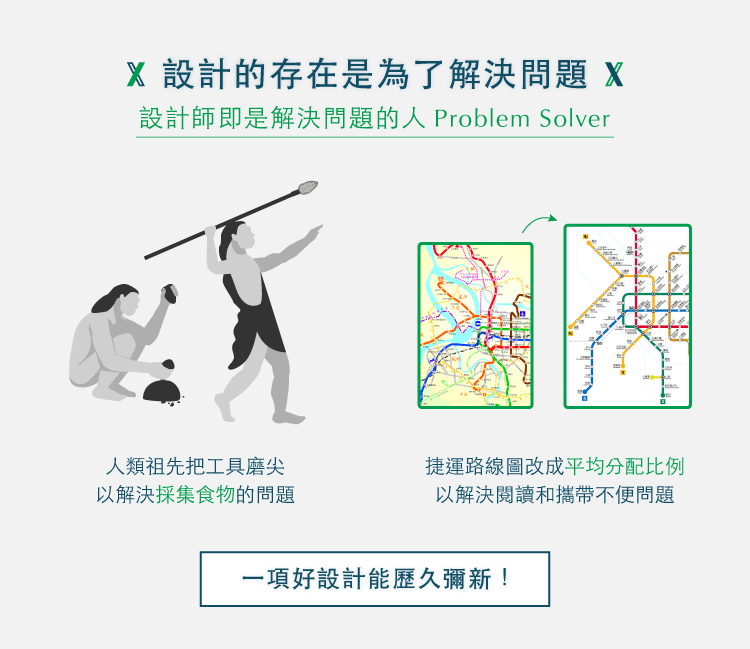 設計的存在是為了解決問題
設計師即是解決問題的人 Problem Solver
人類祖先把工具磨尖
以解決採集食物的問題
捷運路線圖改成平均分配比例
以解決閱讀和攜帶不便問題
一項好設計能歷久彌新！